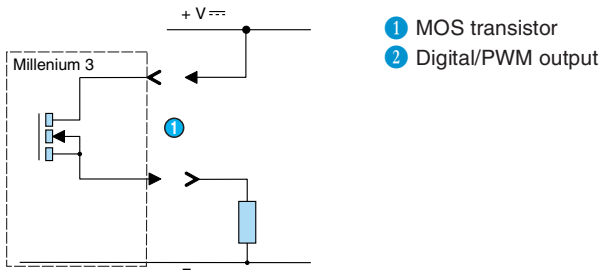 + V
Millenium 3
1
1 MOS transistor
2 Digital/PWM output
–